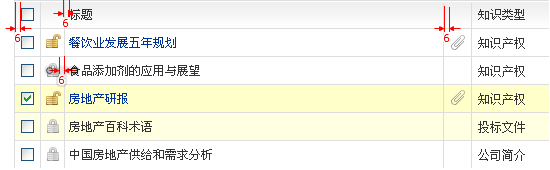 标题 知识类型
6 6 6
餐饮业发展五年规划 知识产权
食品添加剂的应用与展望 知识产权
6
房地产研报 知识产权
房地产百科术语 投标文件
中国房地产供给和需求分析 公司简介